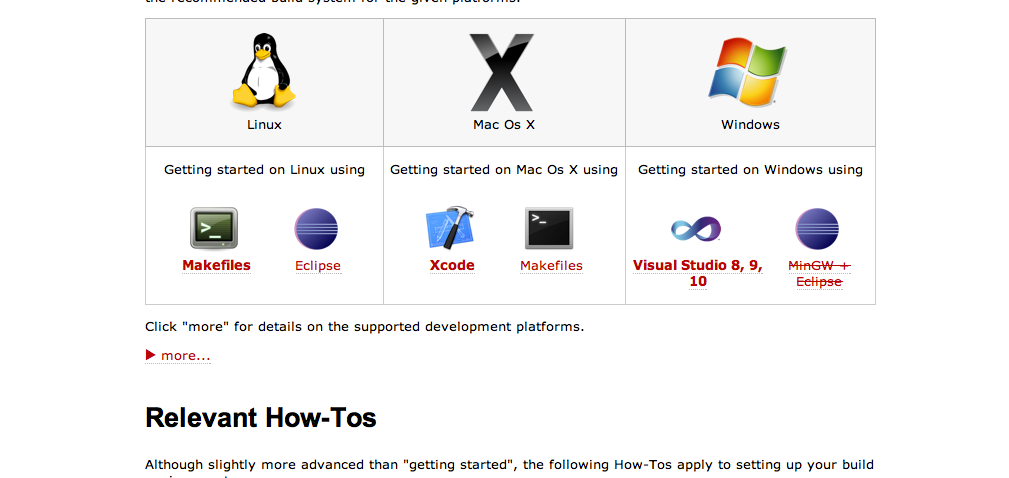 the recommended build system for the given platforms.
Linux
Mac Os X
Windows
Getting started on Linux using
Getting started on Mac Os X using
Getting started on Windows using
Makefiles
Eclipse
Xcode
Makefiles
Visual Studio 8, 9,
10
MinGW +
Eclipse
Click "more" for details on the supported development platforms.
more...
Relevant How-Tos
Although slightly more advanced than "getting started", the following How-Tos apply to setting up your build